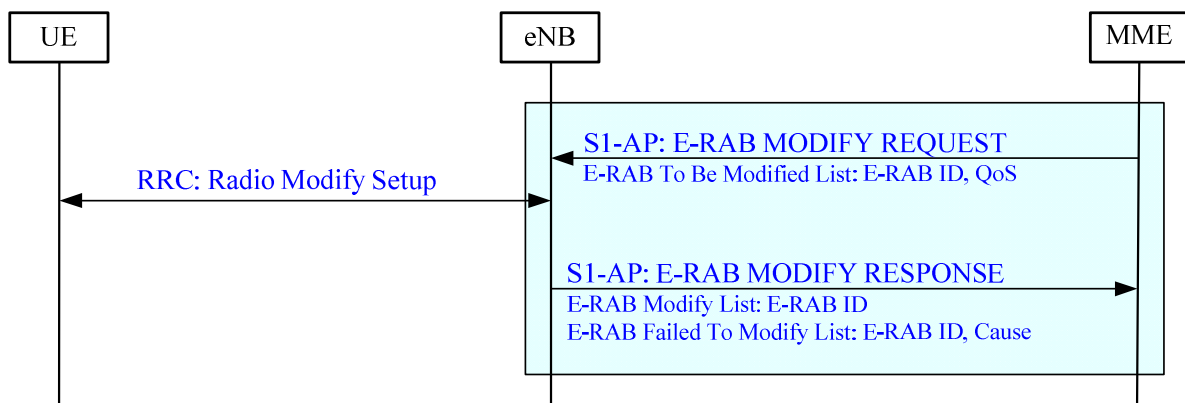 UE
eNB
MME
S1-AP: E-RAB MODIFY REQUEST
E-RAB To Be Modified List: E-RAB ID, QoS
RRC: Radio Modify Setup
S1-AP: E-RAB MODIFY RESPONSE
E-RAB Modify List: E-RAB ID
E-RAB Failed To Modify List: E-RAB ID, Cause